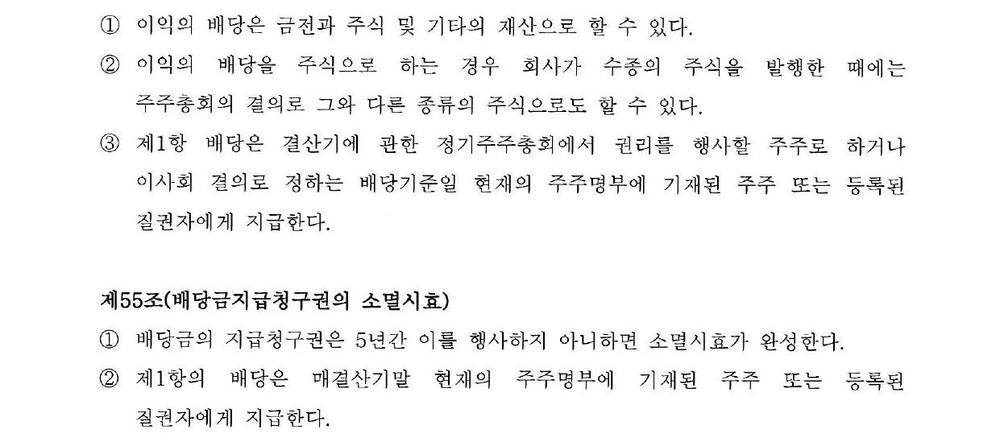 ① 이익의 배당은 금전과 주식 및 기타의 재산으로 할 수 있다.
② 이익의 배당을 주식으로 하는 경우 회사가 수종의 주식을 발행한 때에는
주주총회의 결의로 그와 다른 종류의 주식으로도 할 수 있다.
③ 제1항 배당은 결산기에 관한 정기주주총회에서 권리를 행사할 주주로 하거나
이사회 결의로 정하는 배당기준일 현재의 주주명부에 기재된 주주 또는 등록된
질권자에게 지급한다.
제55조(배당금지급청구권의 소멸시효)
① 배당금의 지급청구권은 5년간 이를 행사하지 아니하면 소멸시효가 완성한다.
② 제1항의 배당은 매결산기말 현재의 주주명부에 기재된 주주 또는 등록된
질권자에게 지급한다.